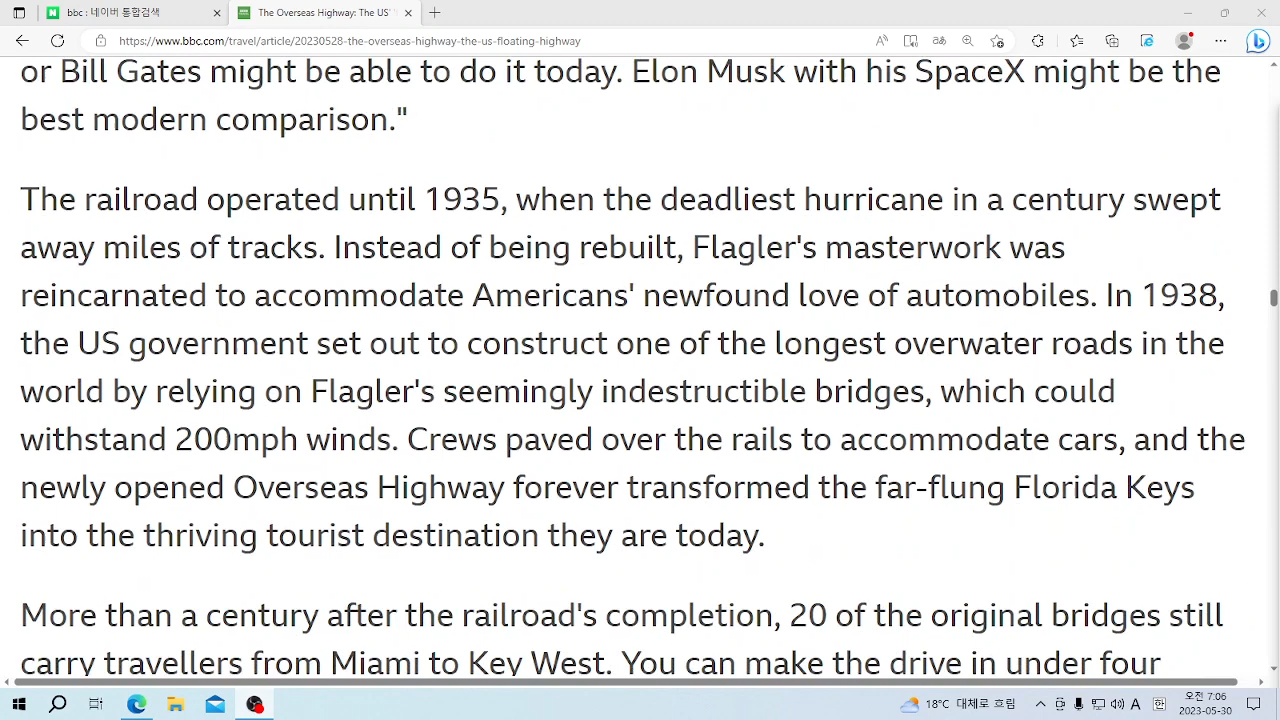 bbc : 네이버 통합검색
The Overseas Highway: The US'
https://www.bbc.com/travel/article/20230528-the-overseas-highway-the-us-floating-highway
or Bill Gates might be able to do it today. Elon Musk with his SpaceX might be the
best modern comparison."
The railroad operated until 1935, when the deadliest hurricane in a century swept
away miles of tracks. Instead of being rebuilt, Flagler's masterwork was
reincarnated to accommodate Americans' newfound love of automobiles. In 1938,
the US government set out to construct one of the longest overwater roads in the
world by relying on Flagler's seemingly indestructible bridges, which could
withstand 200mph winds. Crews paved over the rails to accommodate cars, and the
newly opened Overseas Highway forever transformed the far-flung Florida Keys
into the thriving tourist destination they are today.
More than a century after the railroad's completion, 20 of the original bridges still
carry travellers from Miami to Key West. You can make the drive in under four
18°C 대체로 흐림
A
한
오전 7:06
2023-05-30